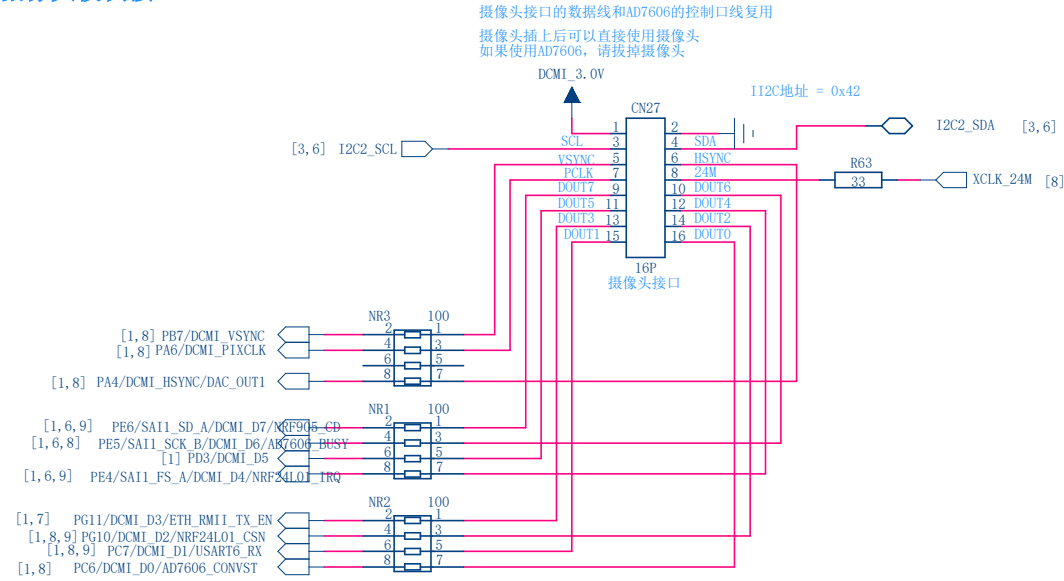 摄像头接口的数据线和AD7606的控制口线复用
摄像头插上后可以直接使用摄像头
如果使用AD7606，请拔掉摄像头
DCMI_3.0V
II2C地址 = 0x42
CN27
1 2
I2C2_SDA [3,6]
[3,6] I2C2_SCL
SCL 3 4 SDA
VSYNC 5 6 HSYNC
R63
PCLK 7 8 24M
33
XCLK_24M [8]
DOUT7 9 10 DOUT6
DOUT5 11 12 DOUT4
DOUT3 13 14 DOUT2
DOUT1 15 16 DOUT0
16P
摄像头接口
NR3 100
[1,8] PB7/DCMI_VSYNC 2 1
[1,8] PA6/DCMI_PIXCLK 4 3
6 5
[1,8] PA4/DCMI_HSYNC/DAC_OUT1 8 7
NR1 100
[1,6,9] PE6/SAI1_SD_A/DCMI_D7/NRF905_CD 2 1
[1,6,8] PE5/SAI1_SCK_B/DCMI_D6/AD7606_BUSY 4 3
[1] PD3/DCMI_D5 6 5
[1,6,9] PE4/SAI1_FS_A/DCMI_D4/NRF24L01_IRQ 8 7
NR2 100
[1,7] PG11/DCMI_D3/ETH_RMII_TX_EN 2 1
[1,8,9] PG10/DCMI_D2/NRF24L01_CSN 4 3
[1,8,9] PC7/DCMI_D1/USART6_RX 6 5
[1,8] PC6/DCMI_D0/AD7606_CONVST 8 7